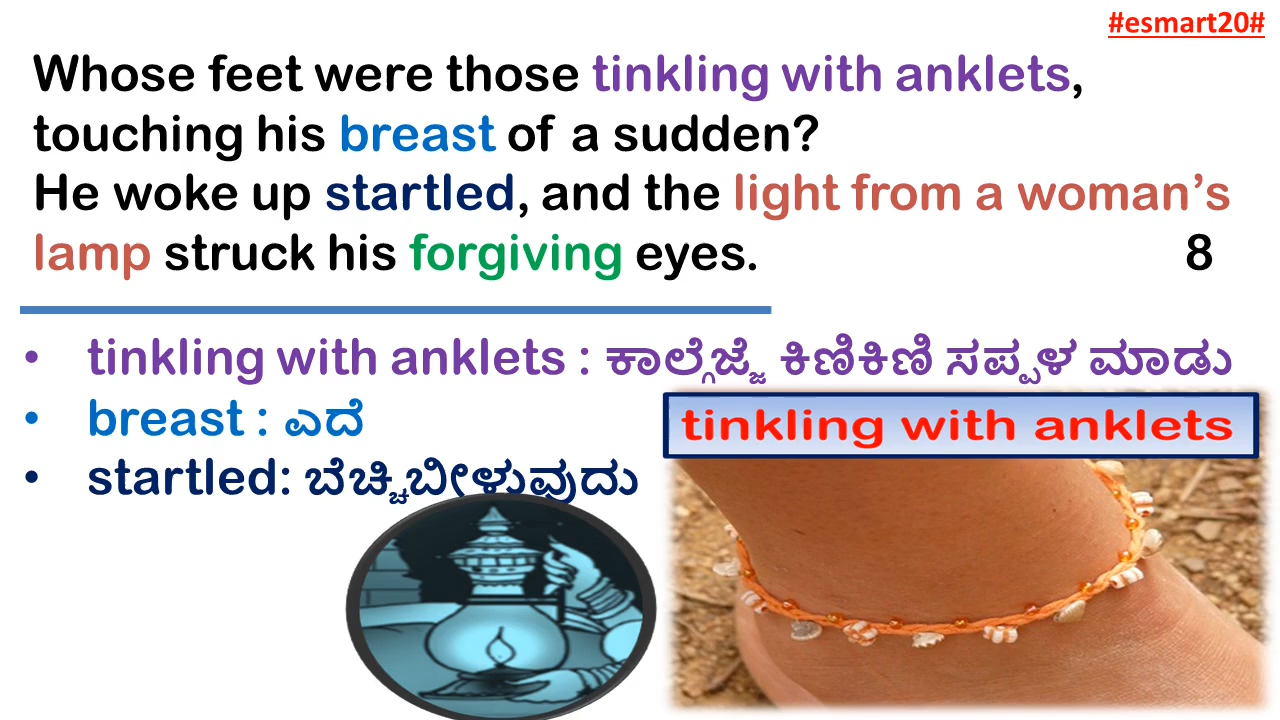 #esmart20#
Whose feet were those tinkling with anklets,
touching his breast of a sudden?
He woke up startled, and the light from a woman’s
lamp struck his forgiving eyes. 8
• tinkling with anklets : ಕಾಲ್ಗೆಜ್ಜೆ ಕಿಣಿಕಿಣಿ ಸಪ್ಪಳ ಮಾಡು
• breast : ಎದೆ
tinkling with anklets
• startled: ಬೆಚ್ಚಿಬೀಳುವುದು